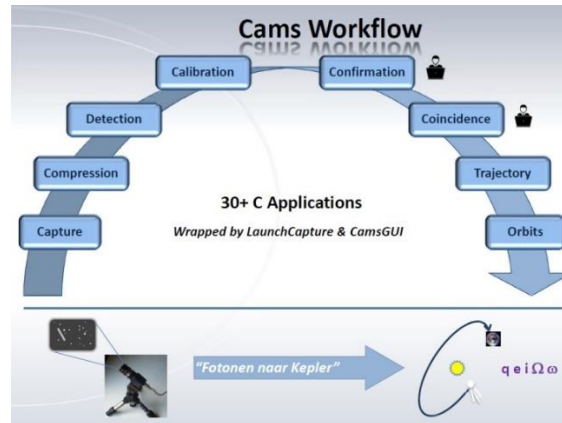 Cams Workflow
Calibration
Confirmation
Detection
Coincidence
Compression
Trajectory
Capture
Orbits
30+ C Applications
Wrapped by LaunchCapture & CamsGUI
"Fotonen naar Kepler"
q e i Ω ω